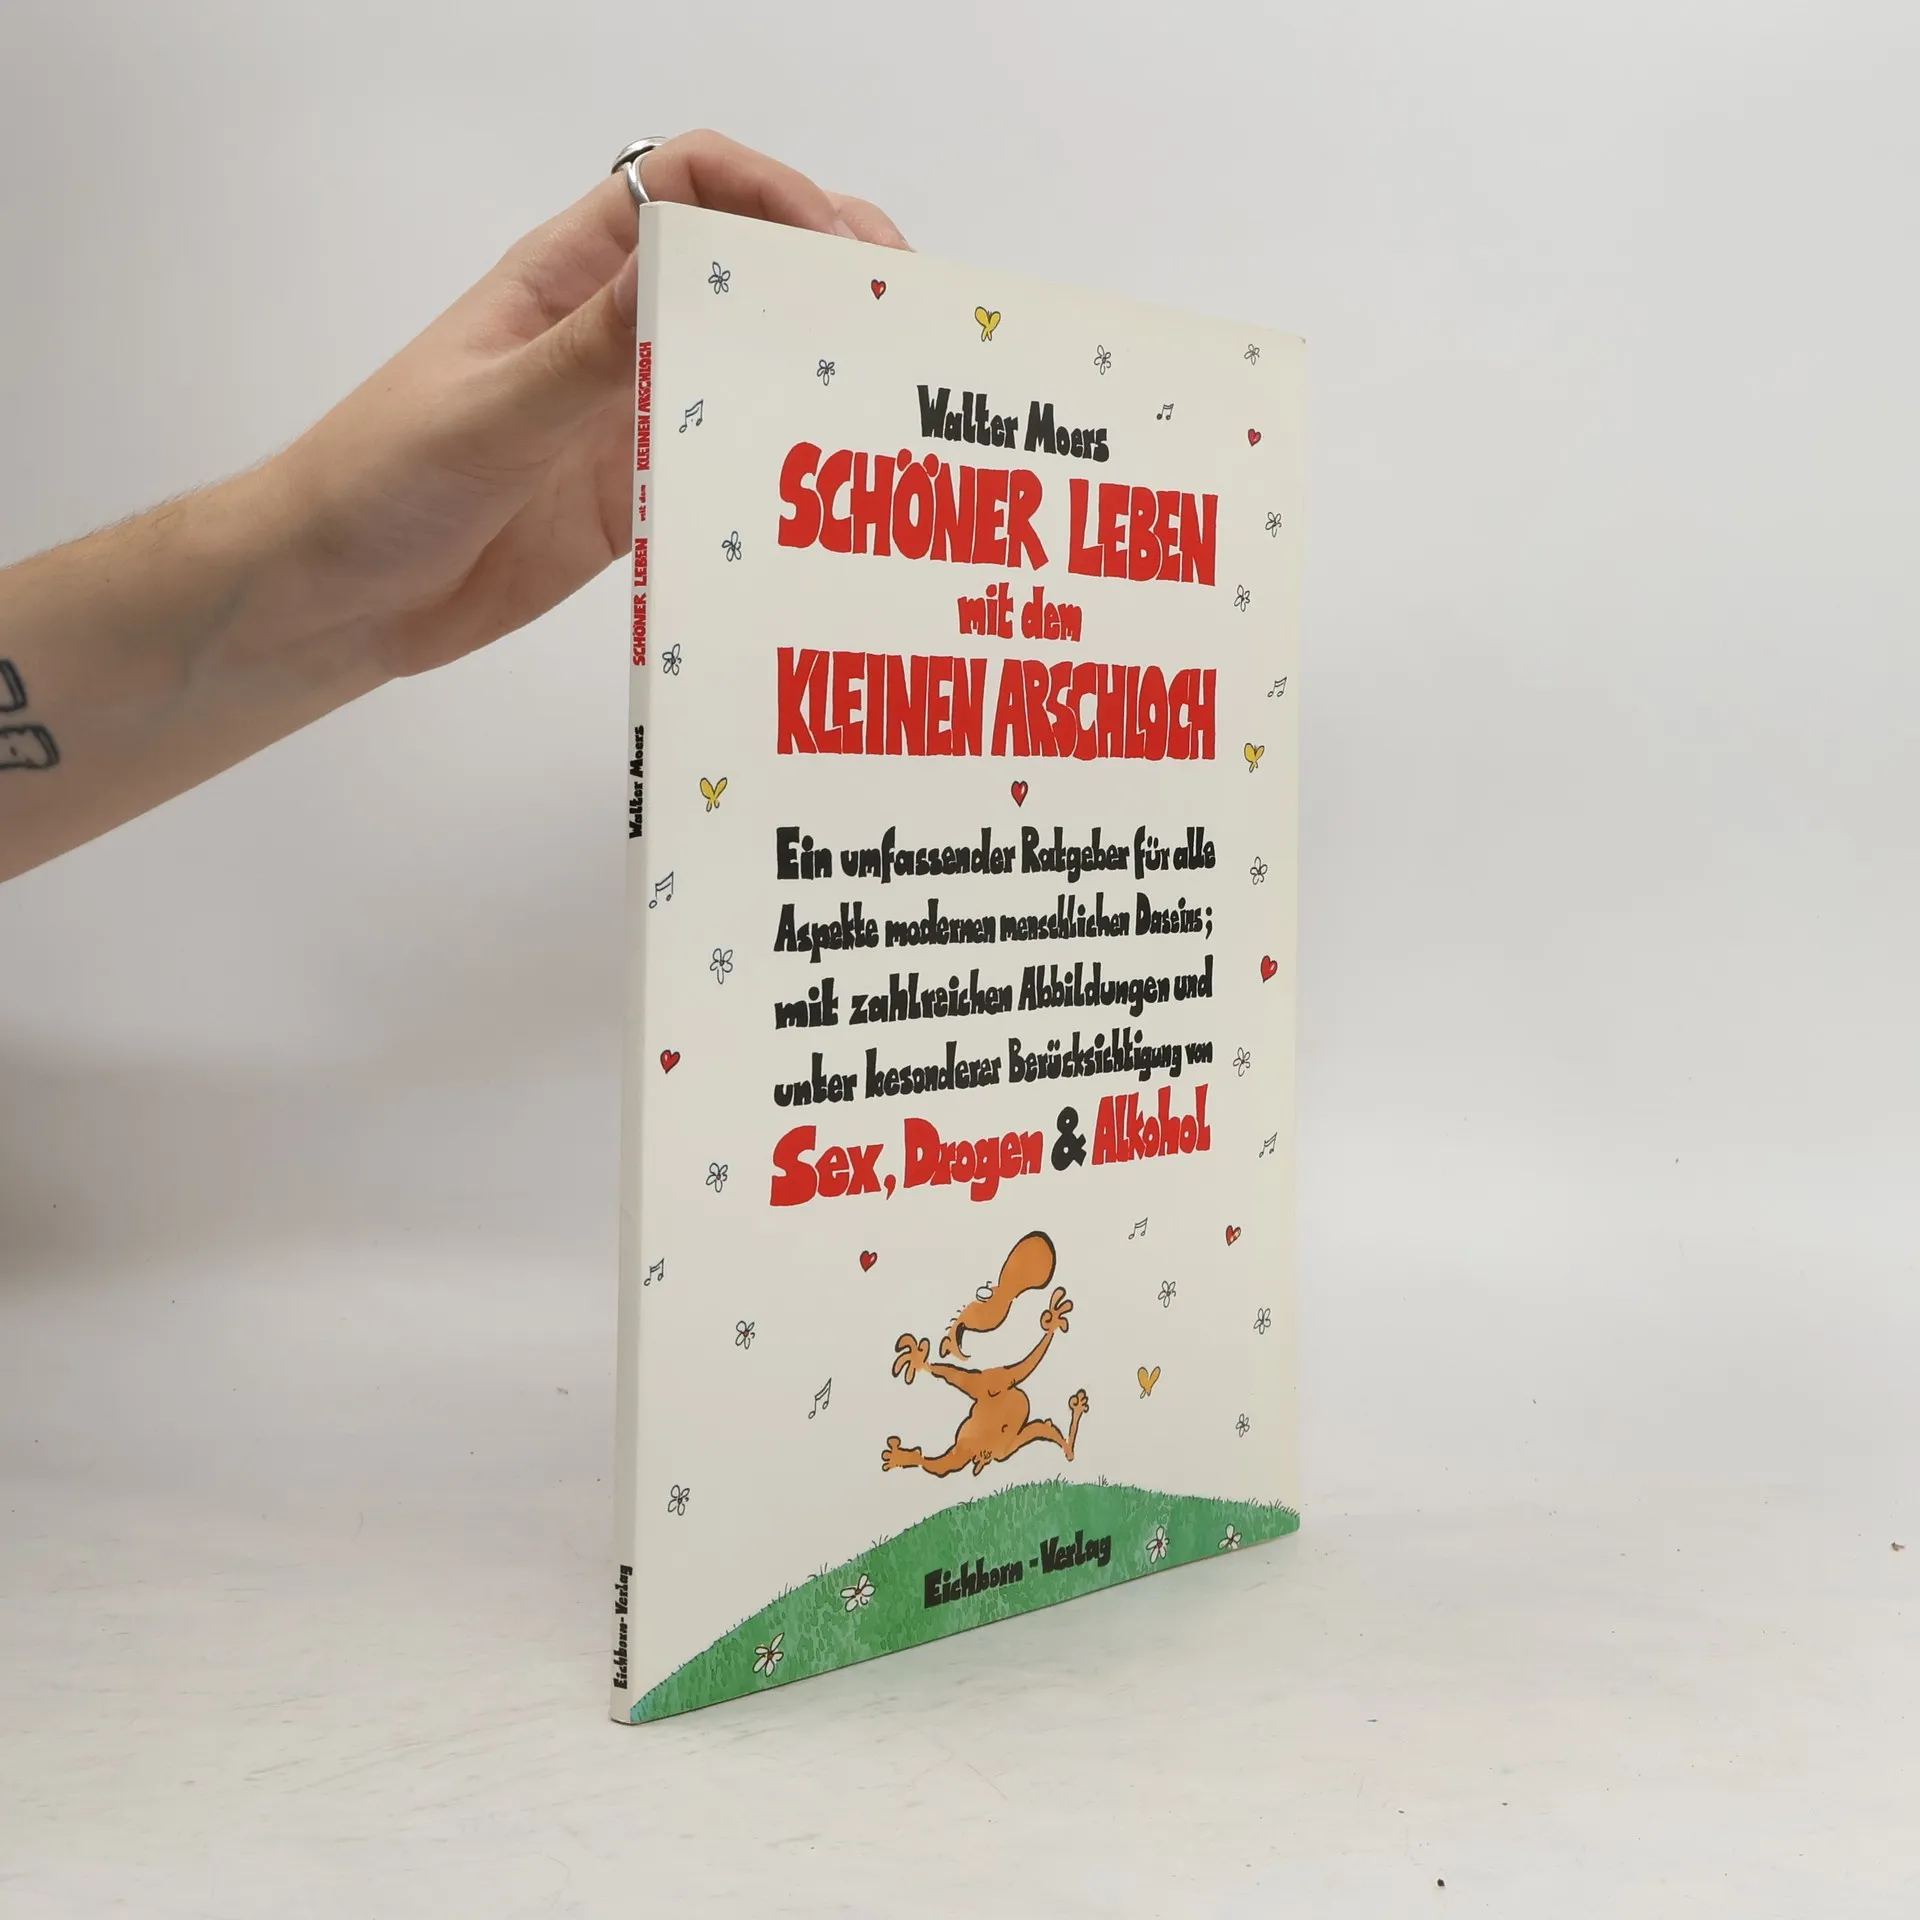 Walter Moers
SCHÖNER LEBEN
mit dem
KLEINEN ARSCHLOCH
Ein umfassender Ratgeber für alle
Aspekte modernen menschlichen Daseins;
mit zahlreichen Abbildungen und
unter besonderer Berücksichtigung von
Sex, Drogen & Alkohol
Eichborn-Verlag
Eichborn-Verlag Walter Moers SCHÖNER LEBEN mit dem KLEINEN ARSCHLOCH